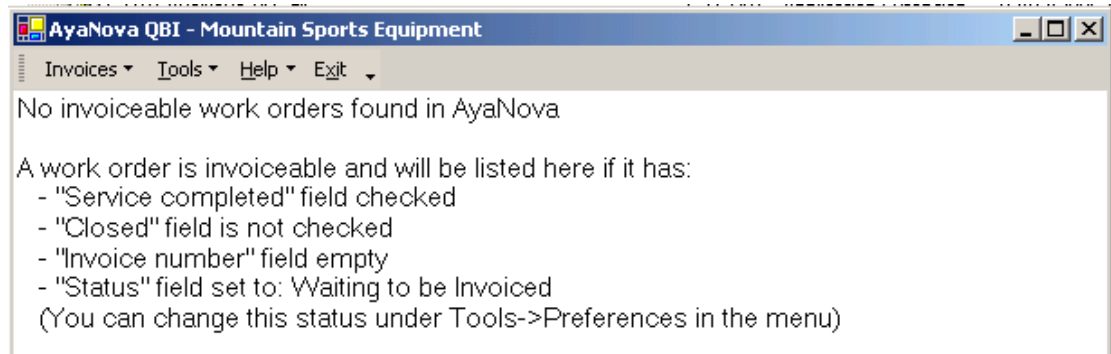 AyaNova QBI - Mountain Sports Equipment
Invoices Tools Help Exit
No invoiceable work orders found in AyaNova
A work order is invoiceable and will be listed here if it has:
- "Service completed" field checked
- "Closed" field is not checked
- "Invoice number" field empty
- "Status" field set to: Waiting to be Invoiced
(You can change this status under Tools->Preferences in the menu)